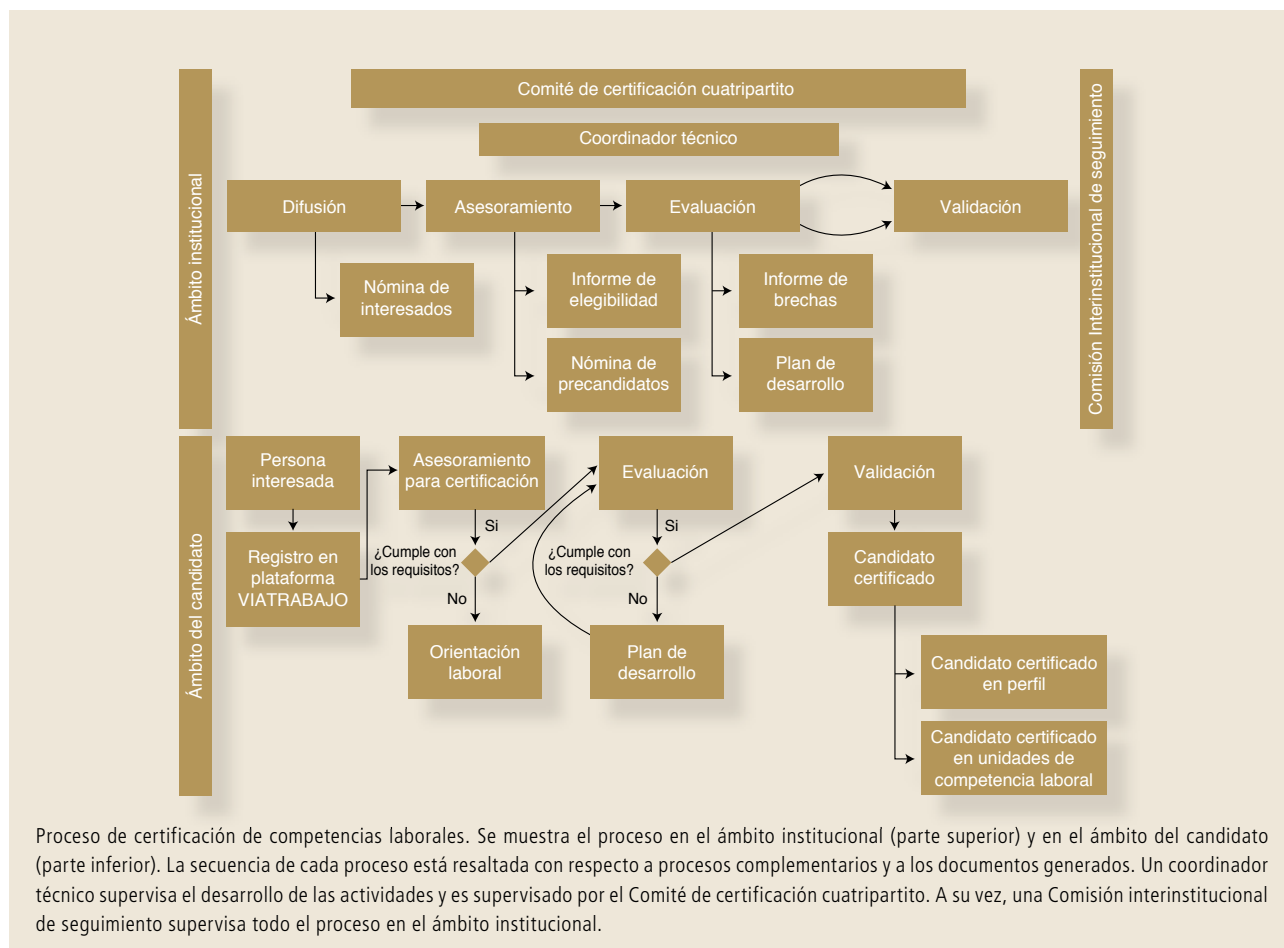 Comité de certificación cuatripartito
Coordinador técnico
Ámbito institucional
Comisión Interinstitucional de seguimiento
Difusión
Asesoramiento
Evaluación
Validación
Nómina de
interesados
Informe de
elegibilidad
Informe de
brechas
Nómina de
precandidatos
Plan de
desarrollo
Ámbito del candidato
Persona
interesada
Asesoramiento
para certificación
Evaluación
Validación
Registro en
plataforma
VIATRABAJO
Si
¿Cumple con
los requisitos?
No
Si
¿Cumple con
los requisitos?
No
Candidato
certificado
Orientación
laboral
Plan de
desarrollo
Candidato certificado
en perfil
Candidato certificado
en unidades de
competencia laboral
Proceso de certificación de competencias laborales. Se muestra el proceso en el ámbito institucional (parte superior) y en el ámbito del candidato
(parte inferior). La secuencia de cada proceso está resaltada con respecto a procesos complementarios y a los documentos generados. Un coordinador
técnico supervisa el desarrollo de las actividades y es supervisado por el Comité de certificación cuatripartito. A su vez, una Comisión interinstitucional
de seguimiento supervisa todo el proceso en el ámbito institucional.